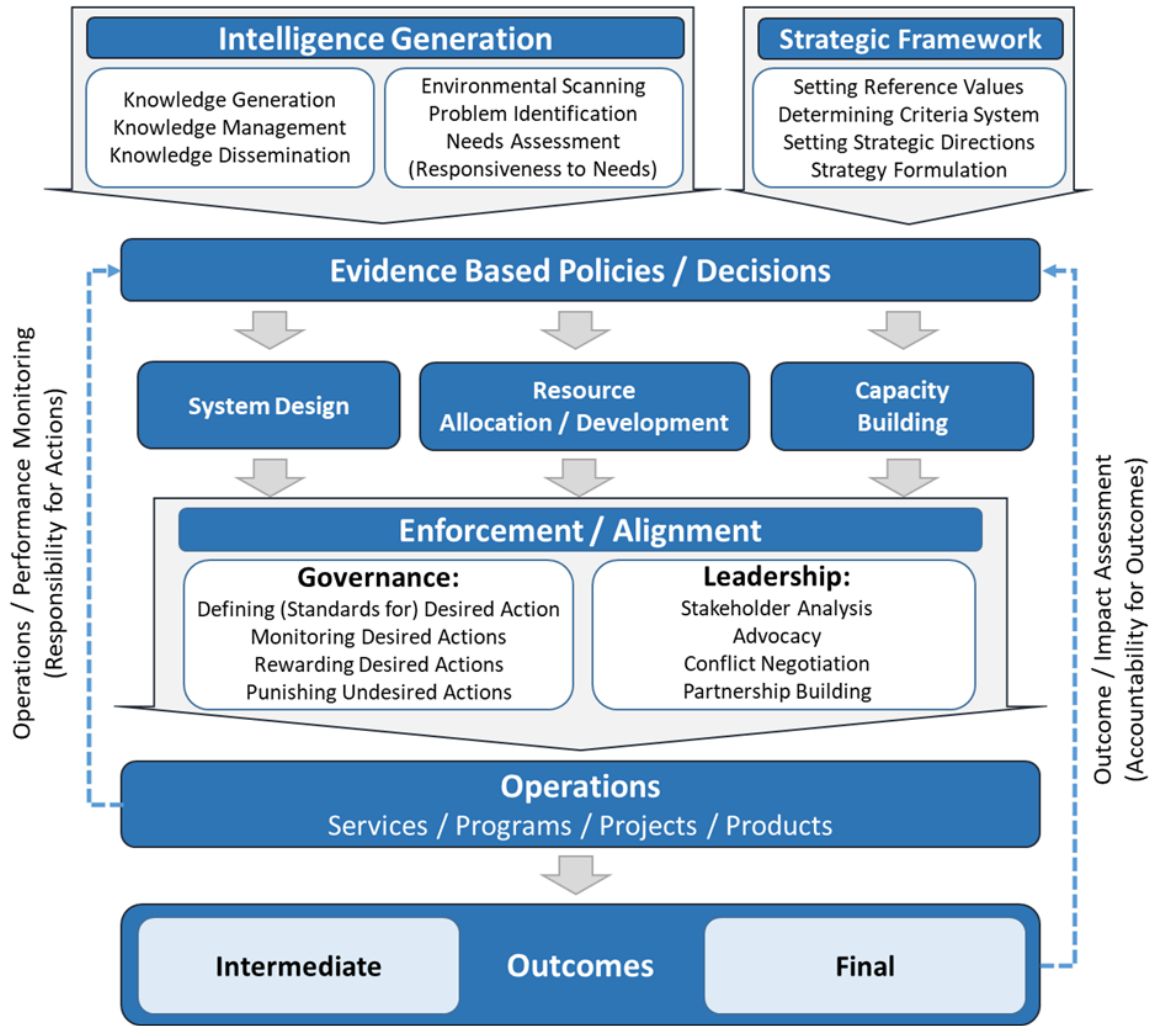 Intelligence Generation
Knowledge Generation
Knowledge Management
Knowledge Dissemination
Environmental Scanning
Problem Identification
Needs Assessment
(Responsiveness to Needs)
Strategic Framework
Setting Reference Values
Determining Criteria System
Setting Strategic Directions
Strategy Formulation
Evidence Based Policies / Decisions
System Design
Resource
Allocation / Development
Capacity
Building
Enforcement / Alignment
Governance:
Defining (Standards for) Desired Action
Monitoring Desired Actions
Rewarding Desired Actions
Punishing Undesired Actions
Leadership:
Stakeholder Analysis
Advocacy
Conflict Negotiation
Partnership Building
Operations
Services / Programs / Projects / Products
Intermediate
Outcomes
Final
Operations / Performance Monitoring
(Responsibility for Actions)
Outcome / Impact Assessment
(Accountability for Outcomes)